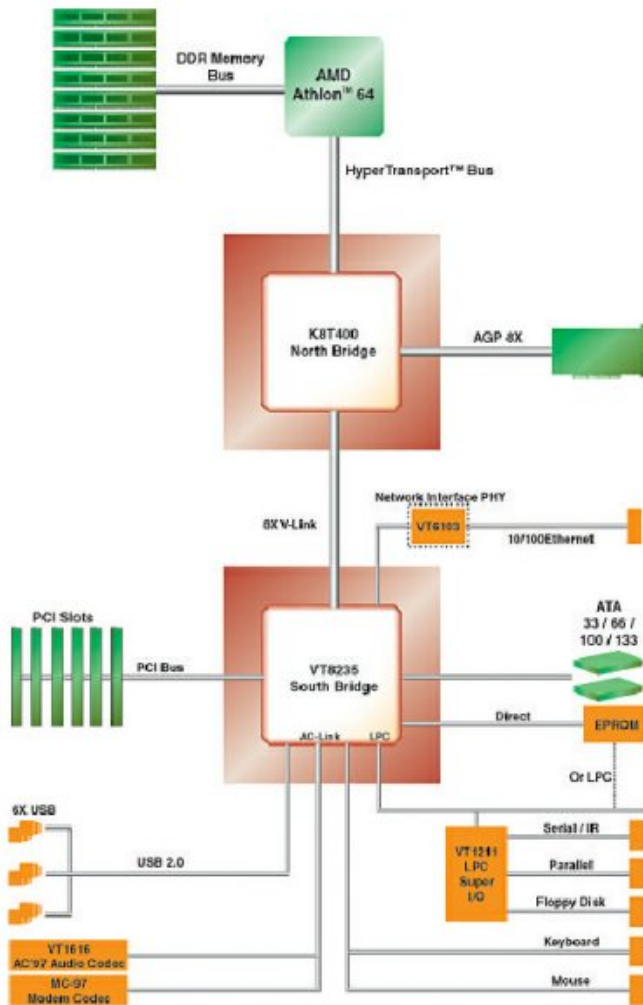 DDR Memory
Bus
AMD
Athlon™ 64
HyperTransport™ Bus
K8T400
North Bridge
AGP 8X
8X V-Link
Network Interface PHY
VT6103
10/100Ethernet
PCI Slots
PCI Bus
VT8235
South Bridge
AC-Link
LPC
ATA
33 / 66 /
100 / 133
Direct
EPROM
Or LPC
6X USB
USB 2.0
VT1211
LPC
Super
I/O
Serial / IR
Parallel
Floppy Disk
Keyboard
Mouse
VT1616
AC'97 Audio Codec
MC-97
Modem Codec